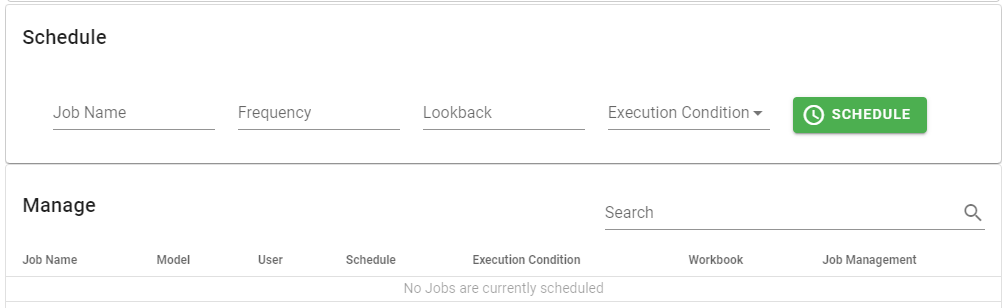 Schedule
Job Name Frequency Lookback Execution Condition SCHEDULE
Manage
Search
Job Name Model User Schedule Execution Condition Workbook Job Management
No Jobs are currently scheduled